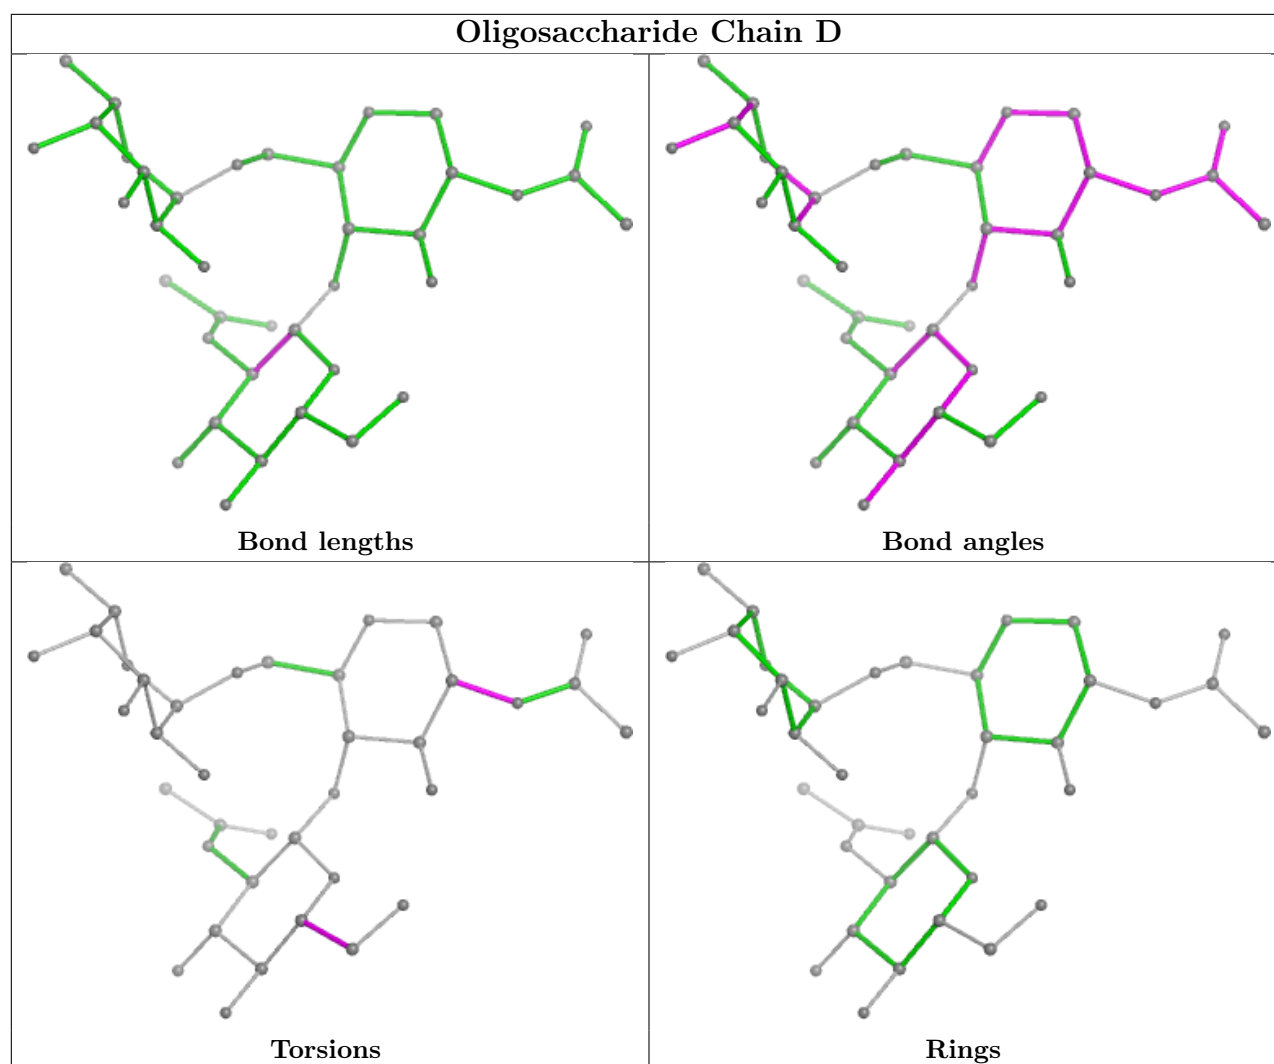 Oligosaccharide Chain D
Bond lengths
Bond angles
Torsions
Rings